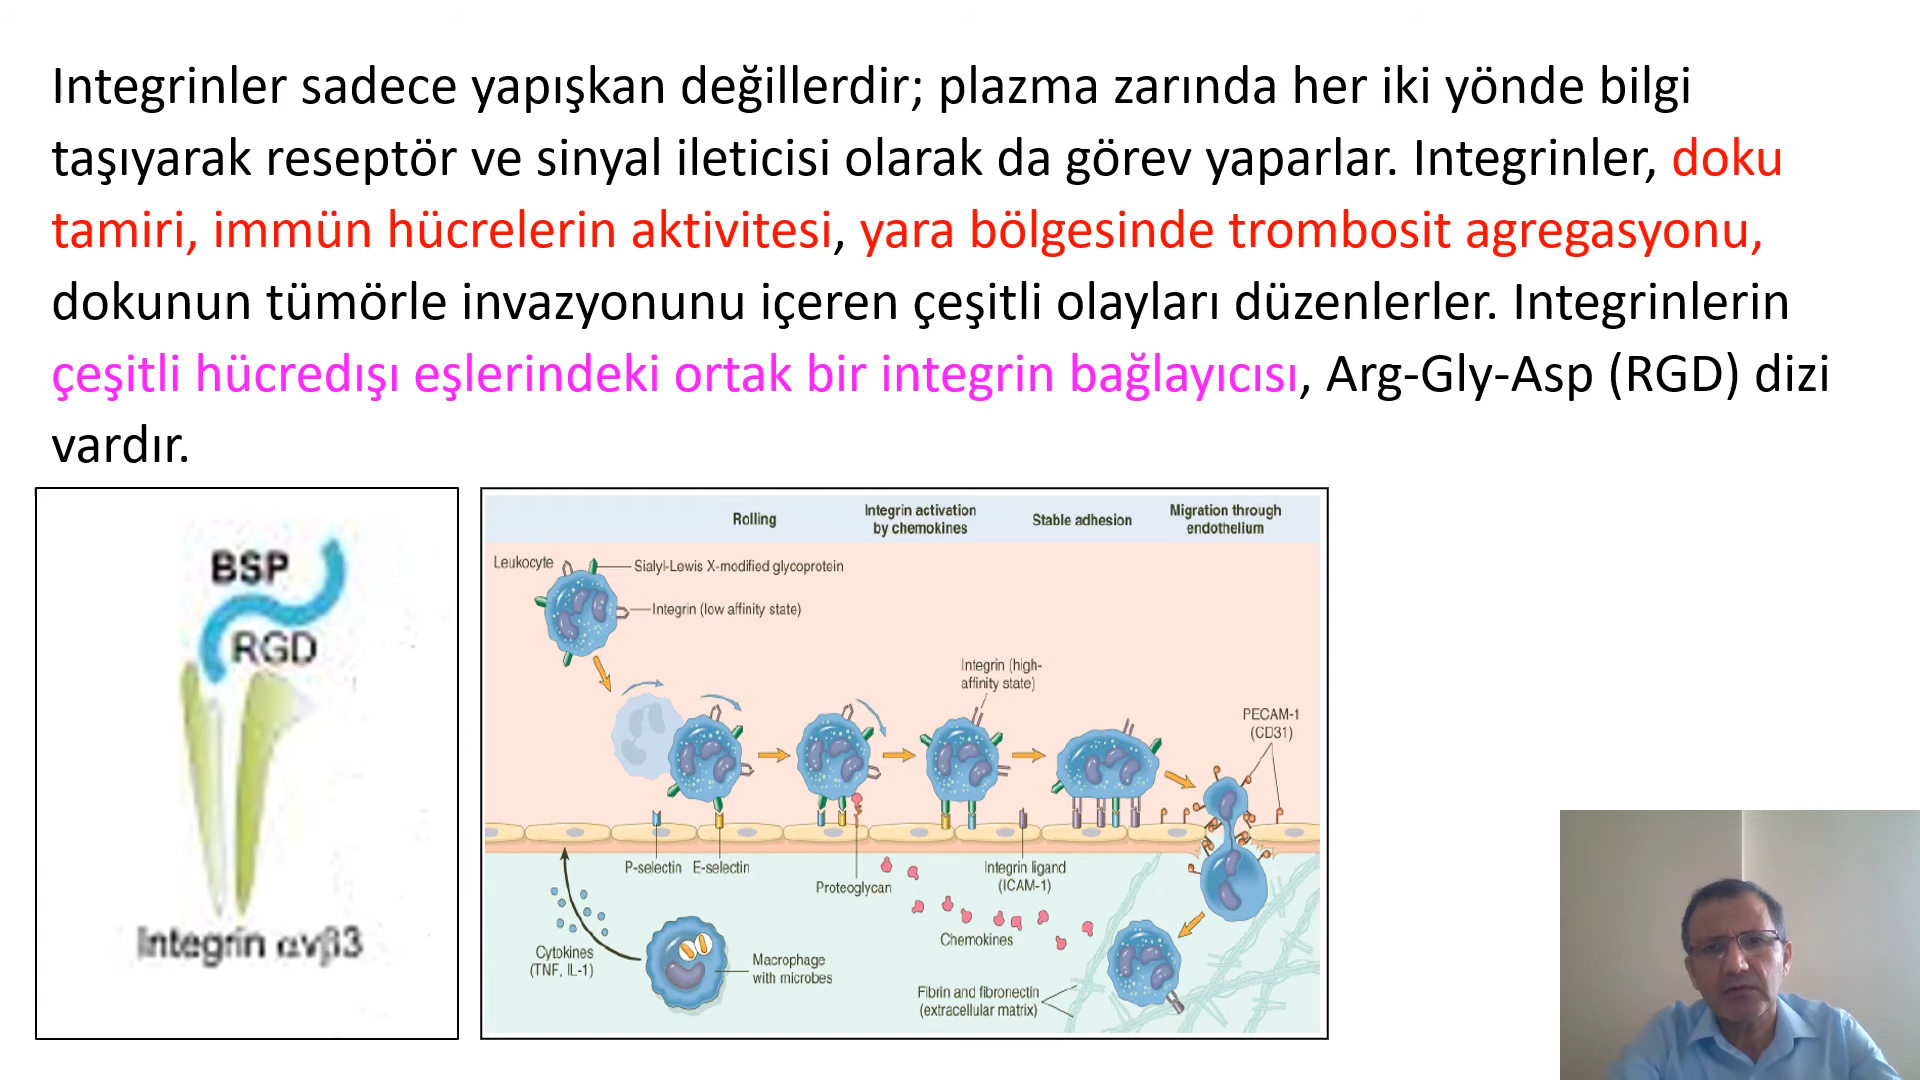 Integrinler sadece yapışkan değillerdir; plazma zarında her iki yönde bilgi
taşıyarak reseptör ve sinyal ileticisi olarak da görev yaparlar. Integrinler, doku
tamiri, immün hücrelerin aktivitesi, yara bölgesinde trombosit agregasyonu,
dokunun tümörle invazyonunu içeren çeşitli olayları düzenlerler. Integrinlerin
çeşitli hücredışı eşlerindeki ortak bir integrin bağlayıcısı, Arg-Gly-Asp (RGD) dizi
vardır.
BSP
RGD
Integrin αvβ3
Rolling
Integrin activation
by chemokines
Stable adhesion
Migration through
endothelium
Leukocyte
Sialyl-Lewis X-modified glycoprotein
Integrin (low affinity state)
Integrin (high-
affinity state)
PECAM-1
(CD31)
P-selectin
E-selectin
Proteoglycan
Integrin ligand
(ICAM-1)
Chemokines
Cytokines
(TNF, IL-1)
Macrophage
with microbes
Fibrin and fibronectin
(extracellular matrix)